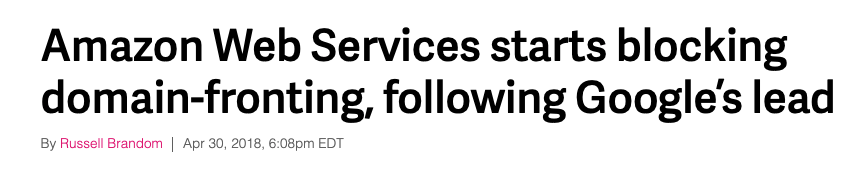 Amazon Web Services starts blocking
domain-fronting, following Google’s lead
By Russell Brandom | Apr 30, 2018, 6:08pm EDT